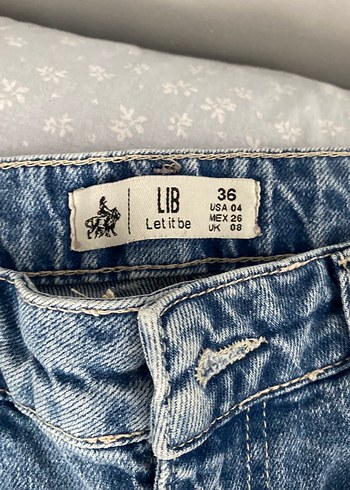 LIB
Let it be
36
USA 04
MEX 26
UK 08